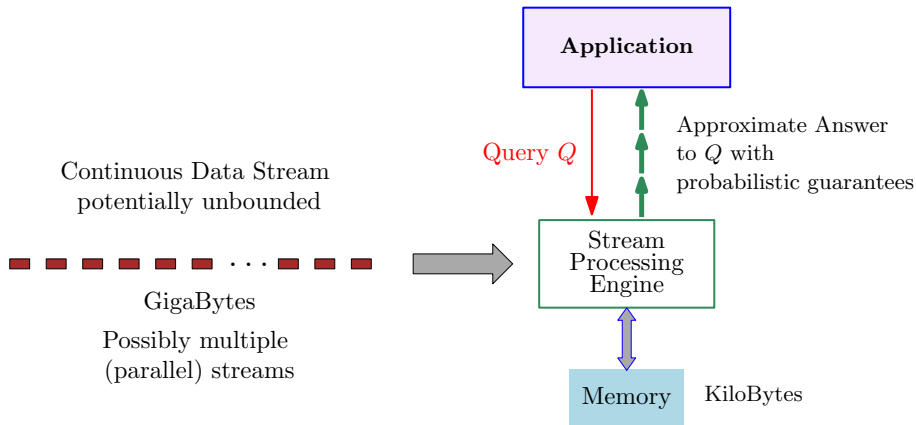 Application
Query Q
Approximate Answer
to Q with
probabilistic guarantees
Continuous Data Stream
potentially unbounded
Stream
Processing
Engine
· · ·
GigaBytes
Possibly multiple
(parallel) streams
Memory
KiloBytes